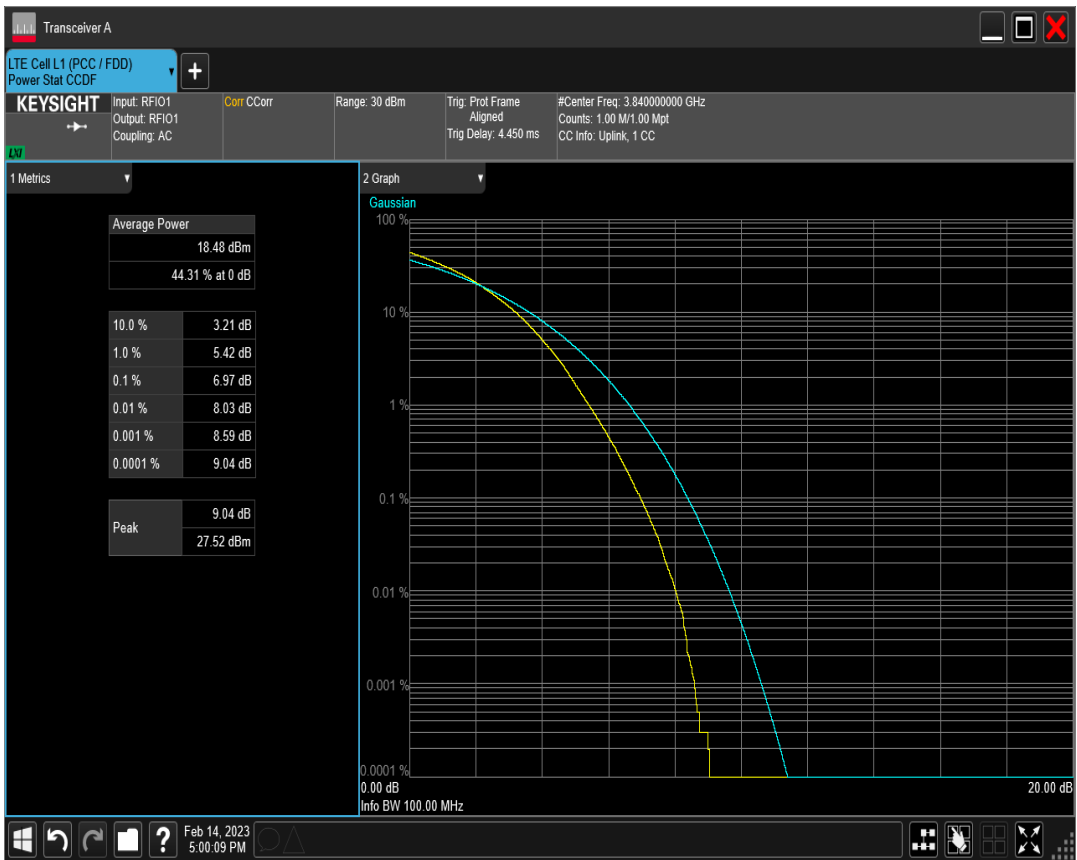 Transceiver A
LTE Cell L1 (PCC / FDD)
Power Stat CCDF
+
KEYSIGHT
LXI
Input: RFIO1
Output: RFIO1
Coupling: AC
Corr CCorr
Range: 30 dBm
Trig: Prot Frame
Aligned
Trig Delay: 4.450 ms
#Center Freq: 3.840000000 GHz
Counts: 1.00 M/1.00 Mpt
CC Info: Uplink, 1 CC
1 Metrics
Average Power
18.48 dBm
44.31 % at 0 dB
10.0 % 3.21 dB
1.0 % 5.42 dB
0.1 % 6.97 dB
0.01 % 8.03 dB
0.001 % 8.59 dB
0.0001 % 9.04 dB
Peak 9.04 dB
27.52 dBm
2 Graph
Gaussian
100 %
10 %
1 %
0.1 %
0.01 %
0.001 %
0.0001 %
0.00 dB 20.00 dB
Info BW 100.00 MHz
?
Feb 14, 2023
5:00:09 PM